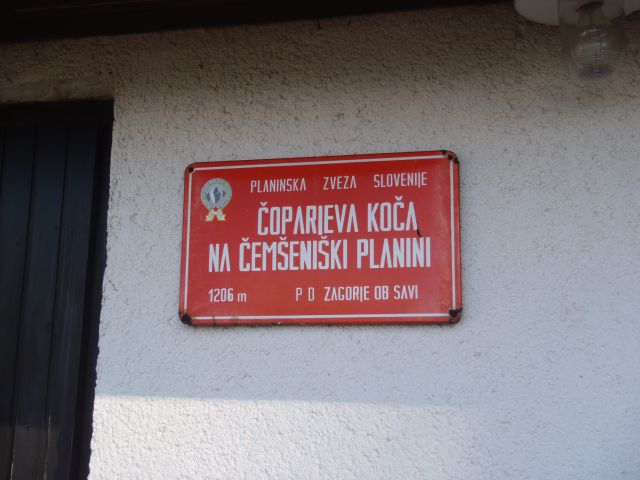 PLANINSKA ZVEZA SLOVENIJE
ČOPARJEVA KOČA
NA ČEMŠENIŠKI PLANINI
1206 m P D ZAGORJE OB SAVI